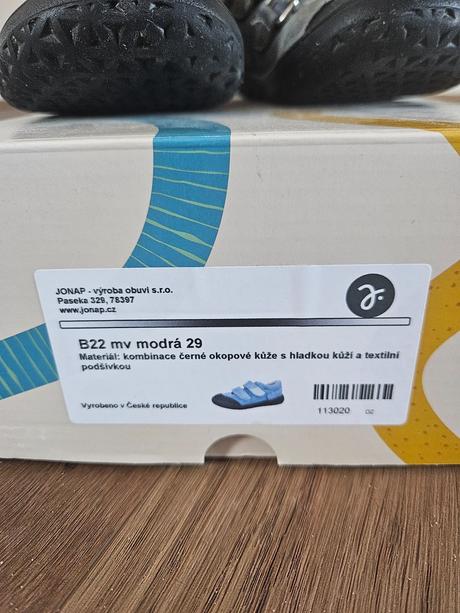 JONAP - výroba obuvi s.r.o.
Paseka 329, 78397
www.jonap.cz
B22 mv modrá 29
Materiál: kombinace černé okopové kůže s hladkou kůží a textilní
podšívkou
Vyrobeno v České republice
113020 02